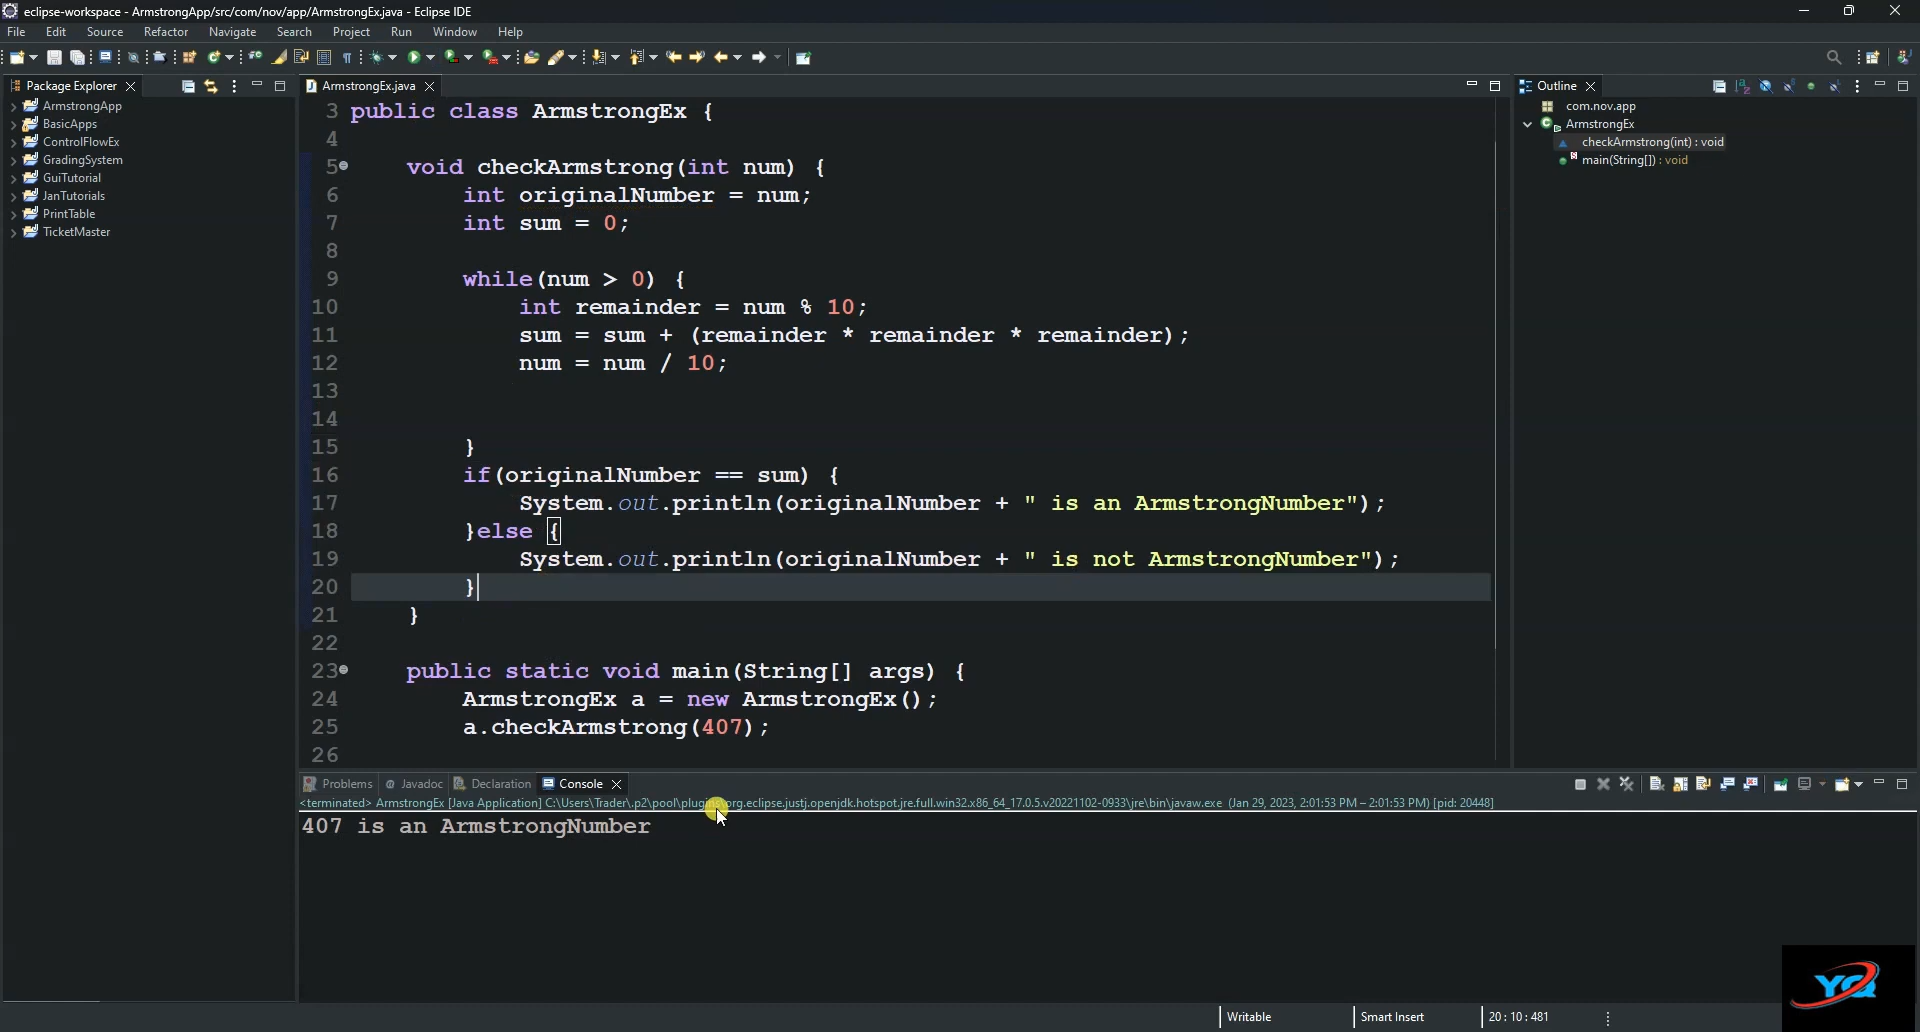 eclipse-workspace - ArmstrongApp/src/com/nov/app/ArmstrongEx.java - Eclipse IDE
File Edit Source Refactor Navigate Search Project Run Window Help
Package Explorer
ArmstrongApp
BasicApps
ControlFlowEx
GradingSystem
GuiTutorial
JanTutorials
PrintTable
TicketMaster
ArmstrongEx.java
3 public class ArmstrongEx {
4
5 void checkArmstrong(int num) {
6 int originalNumber = num;
7 int sum = 0;
8
9 while(num > 0) {
10 int remainder = num % 10;
11 sum = sum + (remainder * remainder * remainder);
12 num = num / 10;
13
14
15 }
16 if(originalNumber == sum) {
17 System.out.println(originalNumber + " is an ArmstrongNumber");
18 }else {
19 System.out.println(originalNumber + " is not ArmstrongNumber");
20 }
21 }
22
23 public static void main(String[] args) {
24 ArmstrongEx a = new ArmstrongEx();
25 a.checkArmstrong(407);
26
Outline
com.nov.app
ArmstrongEx
checkArmstrong(int) : void
main(String[]) : void
Problems Javadoc Declaration Console
<terminated> ArmstrongEx [Java Application] C:\Users\Trader\.p2\pool\plugins\org.eclipse.justj.openjdk.hotspot.jre.full.win32.x86_64_17.0.5.v20221102-0933\jre\bin\javaw.exe (Jan 29, 2023, 2:01:53 PM – 2:01:53 PM) [pid: 20448]
407 is an ArmstrongNumber
Writable Smart Insert 20 : 10 : 481
YQ